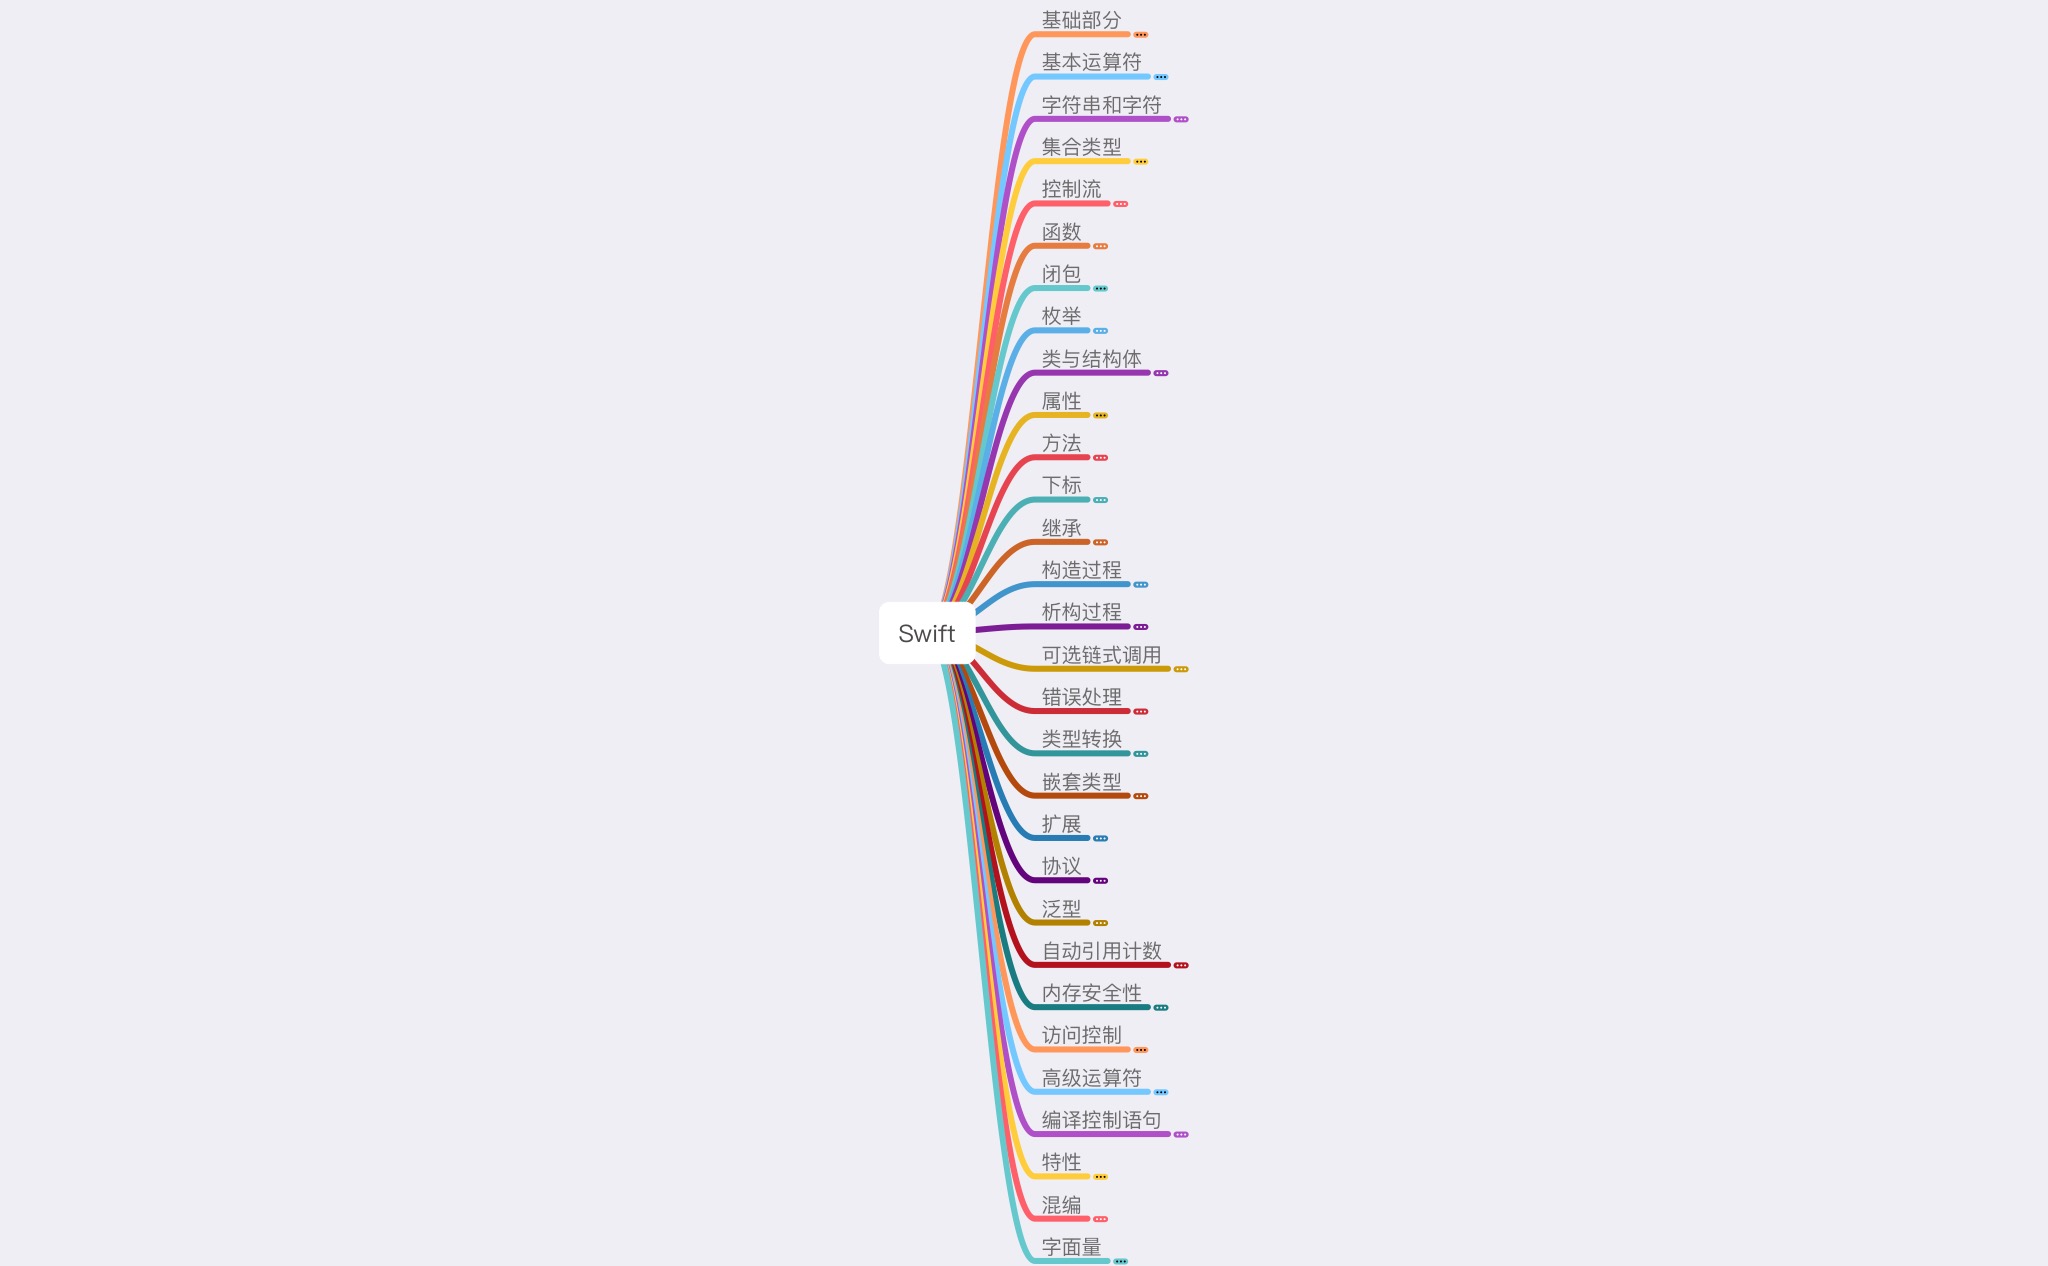 基础部分
基本运算符
字符串和字符
集合类型
控制流
函数
闭包
枚举
类与结构体
属性
方法
下标
继承
构造过程
析构过程
Swift
可选链式调用
错误处理
类型转换
嵌套类型
扩展
协议
泛型
自动引用计数
内存安全性
访问控制
高级运算符
编译控制语句
特性
混编
字面量